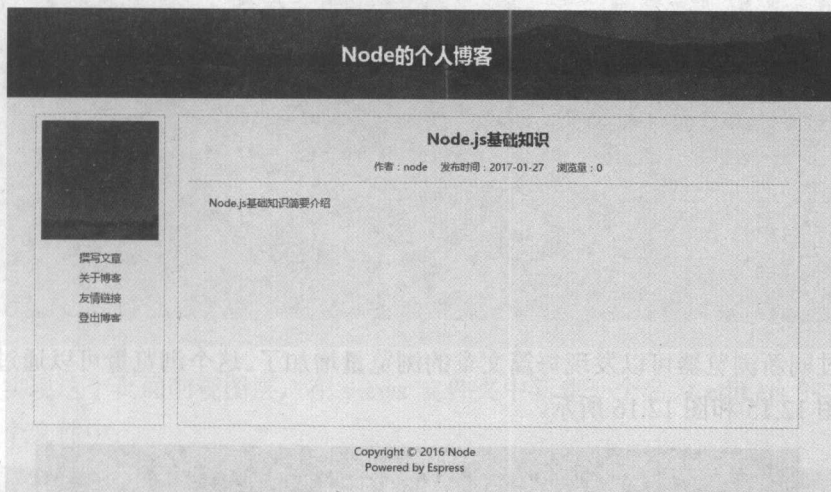 Node的个人博客
Node.js基础知识
作者：node 发布时间：2017-01-27 浏览量：0
Node.js基础知识简要介绍
撰写文章
关于博客
友情链接
登出博客
Copyright © 2016 Node
Powered by Espress